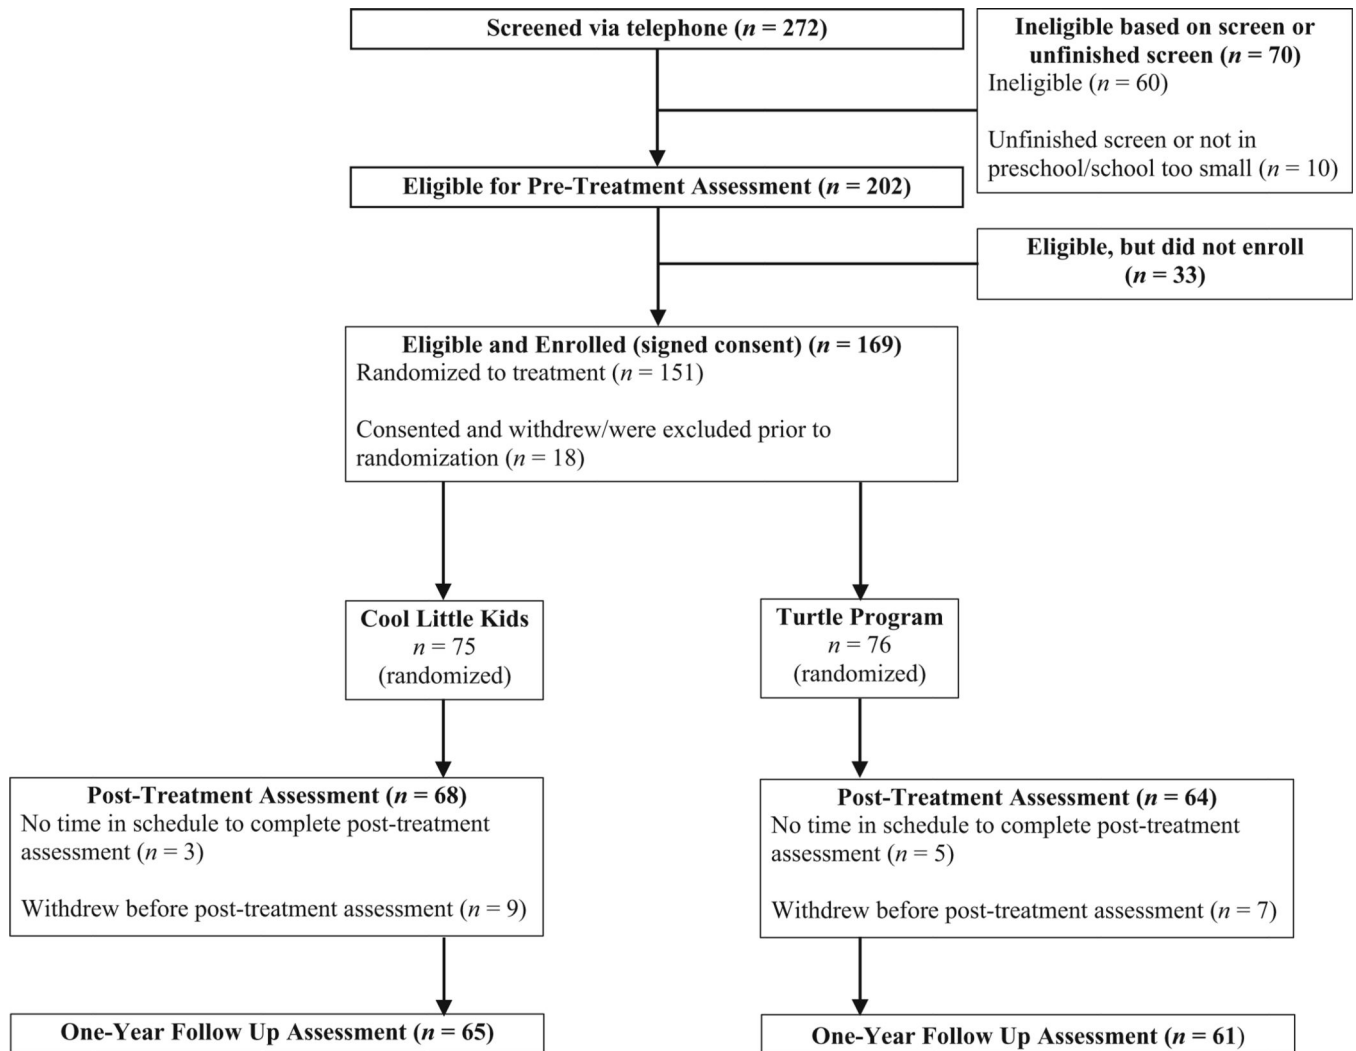 Screened via telephone (n = 272)
Ineligible based on screen or
unfinished screen (n = 70)
Ineligible (n = 60)
Unfinished screen or not in
preschool/school too small (n = 10)
Eligible for Pre-Treatment Assessment (n = 202)
Eligible, but did not enroll
(n = 33)
Eligible and Enrolled (signed consent) (n = 169)
Randomized to treatment (n = 151)
Consented and withdrew/were excluded prior to
randomization (n = 18)
Cool Little Kids
n = 75
(randomized)
Turtle Program
n = 76
(randomized)
Post-Treatment Assessment (n = 68)
No time in schedule to complete post-treatment
assessment (n = 3)
Withdrew before post-treatment assessment (n = 9)
Post-Treatment Assessment (n = 64)
No time in schedule to complete post-treatment
assessment (n = 5)
Withdrew before post-treatment assessment (n = 7)
One-Year Follow Up Assessment (n = 65)
One-Year Follow Up Assessment (n = 61)